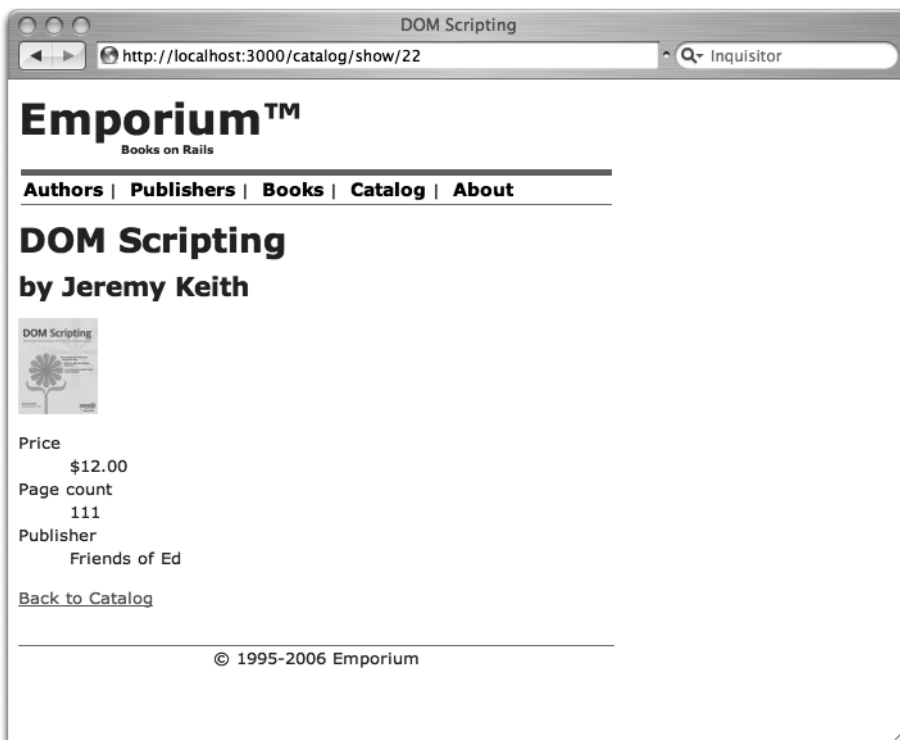 DOM Scripting
http://localhost:3000/catalog/show/22
Inquisitor
Emporium™
Books on Rails
Authors | Publishers | Books | Catalog | About
DOM Scripting
by Jeremy Keith
DOM Scripting
Price
$12.00
Page count
111
Publisher
Friends of Ed
Back to Catalog
© 1995-2006 Emporium